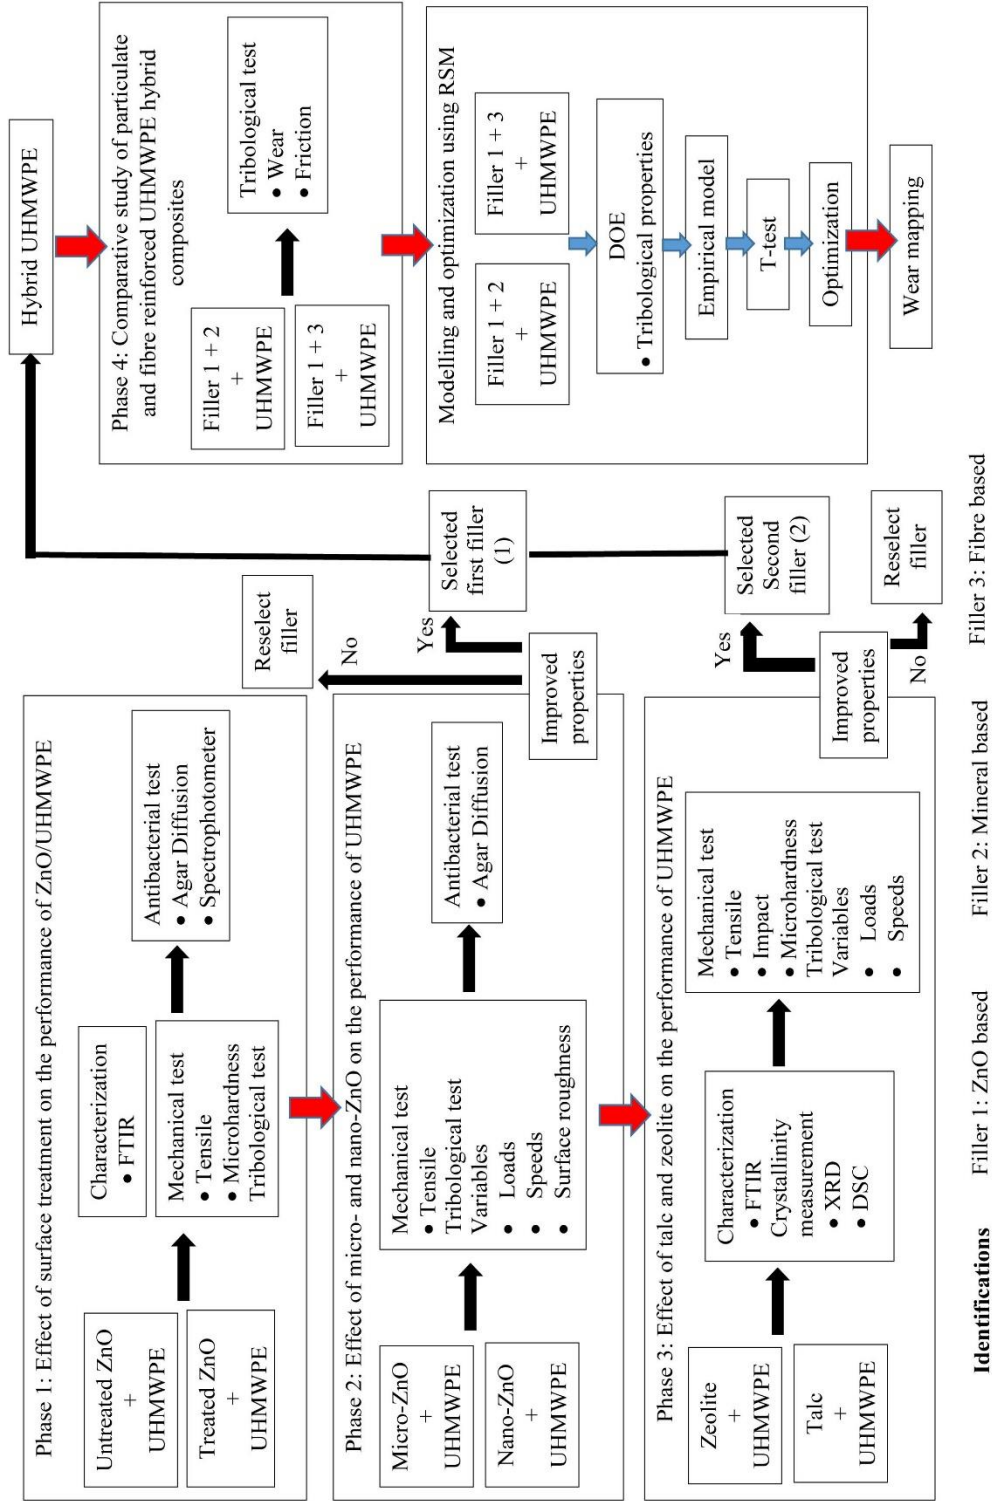 Phase 1: Effect of surface treatment on the performance of ZnO/UHMWPE
Untreated ZnO
+
UHMWPE
Treated ZnO
+
UHMWPE
Characterization
• FTIR
Mechanical test
• Tensile
• Microhardness
Tribological test
Antibacterial test
• Agar Diffusion
• Spectrophotometer
Phase 2: Effect of micro- and nano-ZnO on the performance of UHMWPE
Micro-ZnO
+
UHMWPE
Nano-ZnO
+
UHMWPE
Mechanical test
• Tensile
Tribological test
Variables
• Loads
• Speeds
• Surface roughness
Antibacterial test
• Agar Diffusion
Improved
properties
No
Reselect
filler
Yes
Selected
first filler
(1)
Phase 3: Effect of talc and zeolite on the performance of UHMWPE
Zeolite
+
UHMWPE
Talc
+
UHMWPE
Characterization
• FTIR
Crystallinity
measurement
• XRD
• DSC
Mechanical test
• Tensile
• Impact
• Microhardness
Tribological test
Variables
• Loads
• Speeds
Improved
properties
Yes
No
Selected
Second
filler (2)
Reselect
filler
Hybrid UHMWPE
Phase 4: Comparative study of particulate
and fibre reinforced UHMWPE hybrid
composites
Filler 1 + 2
+
UHMWPE
Filler 1 + 3
+
UHMWPE
Tribological test
• Wear
• Friction
Modelling and optimization using RSM
Filler 1 + 2
+
UHMWPE
Filler 1 + 3
+
UHMWPE
DOE
• Tribological properties
Empirical model
T-test
Optimization
Wear mapping
Identifications
Filler 1: ZnO based
Filler 2: Mineral based
Filler 3: Fibre based